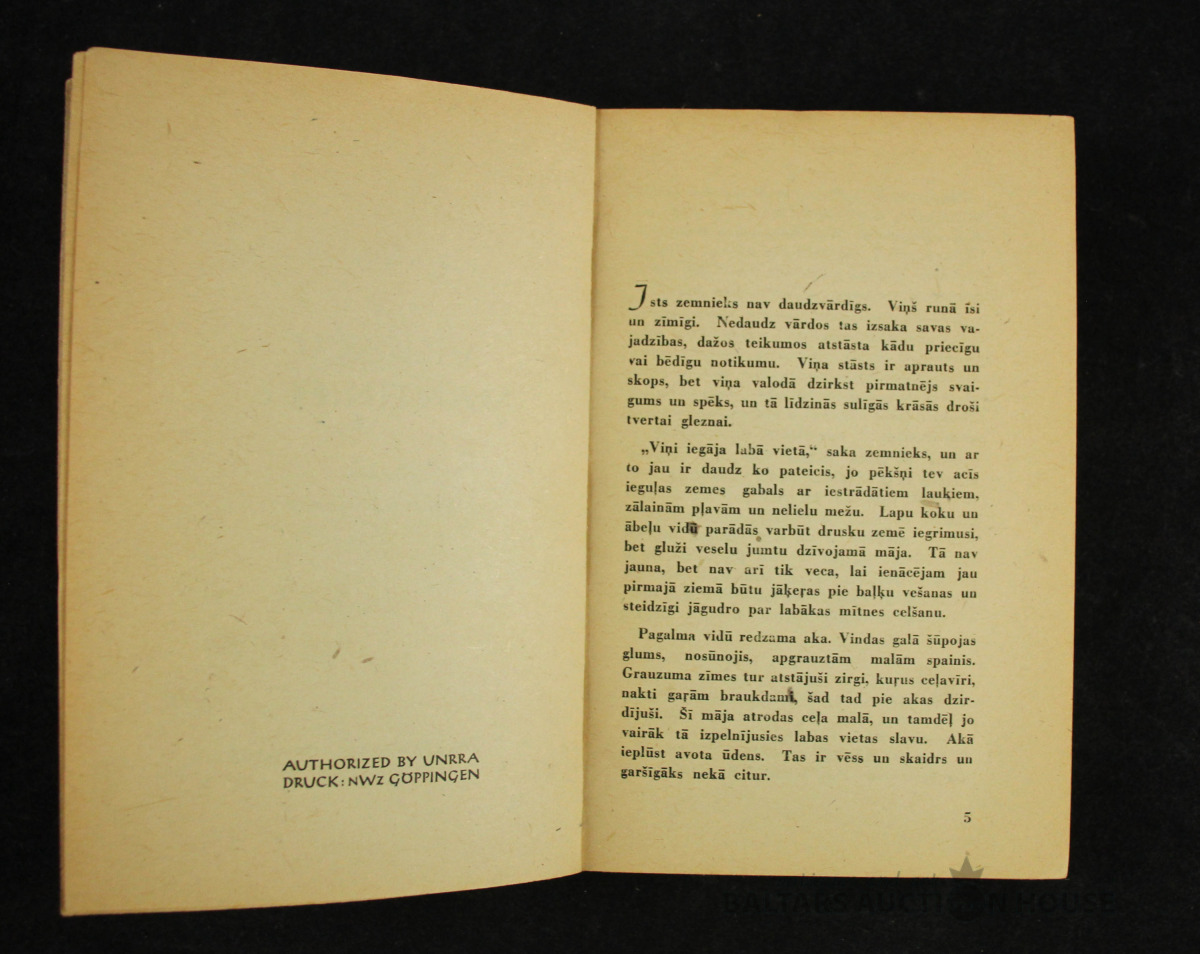 AUTHORIZED BY UNRRA
DRUCK: NWZ GÖPPINGEN
Īsts zemnieks nav daudzvārdīgs. Viņš runā īsi
un zīmīgi. Nedaudz vārdos tas izsaka savas va-
jadzības, dažos teikumos atstāsta kādu priecīgu
vai bēdīgu notikumu. Viņa stāsts ir aprauts un
skops, bet viņa valodā dzirkst pirmatnējs svai-
gums un spēks, un tā līdzinās sulīgās krāsās droši
tvertai gleznai.
„Viņi iegāja labā vietā,“ saka zemnieks, un ar
to jau ir daudz ko pateicis, jo pēkšņi tev acīs
ieguļas zemes gabals ar iestrādātiem laukiem,
zālainām pļavām un nelielu mežu. Lapu koku un
ābeļu vidū parādās varbūt drusku zemē iegrimusi,
bet gluži veselu jumtu dzīvojamā māja. Tā nav
jauna, bet nav arī tik veca, lai ienācējam jau
pirmajā ziemā būtu jāķeras pie baļķu vešanas un
steidzīgi jāgudro par labākas mītnes celšanu.
Pagalma vidū redzama aka. Vindas galā šūpojas
glums, nosūnojis, apgrauztām malām spainis.
Grauzuma zīmes tur atstājuši zirgi, kuŗus ceļavīri,
nakti gaŗām braukdami, šad tad pie akas dzir-
dījuši. Šī māja atrodas ceļa malā, un tamdēļ jo
vairāk tā izpelnījusies labas vietas slavu. Akā
ieplūst avota ūdens. Tas ir vēss un skaidrs un
garšīgāks nekā citur.
5
BALTARS AUCTION HOUSE